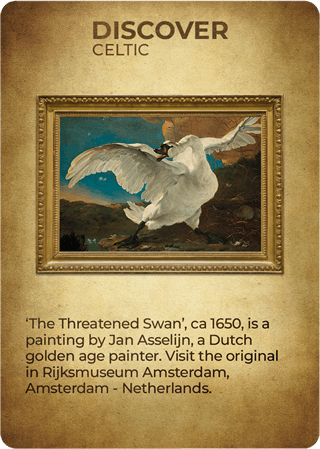 DISCOVER
CELTIC
‘The Threatened Swan’, ca 1650, is a
painting by Jan Asselijn, a Dutch
golden age painter. Visit the original
in Rijksmuseum Amsterdam,
Amsterdam - Netherlands.